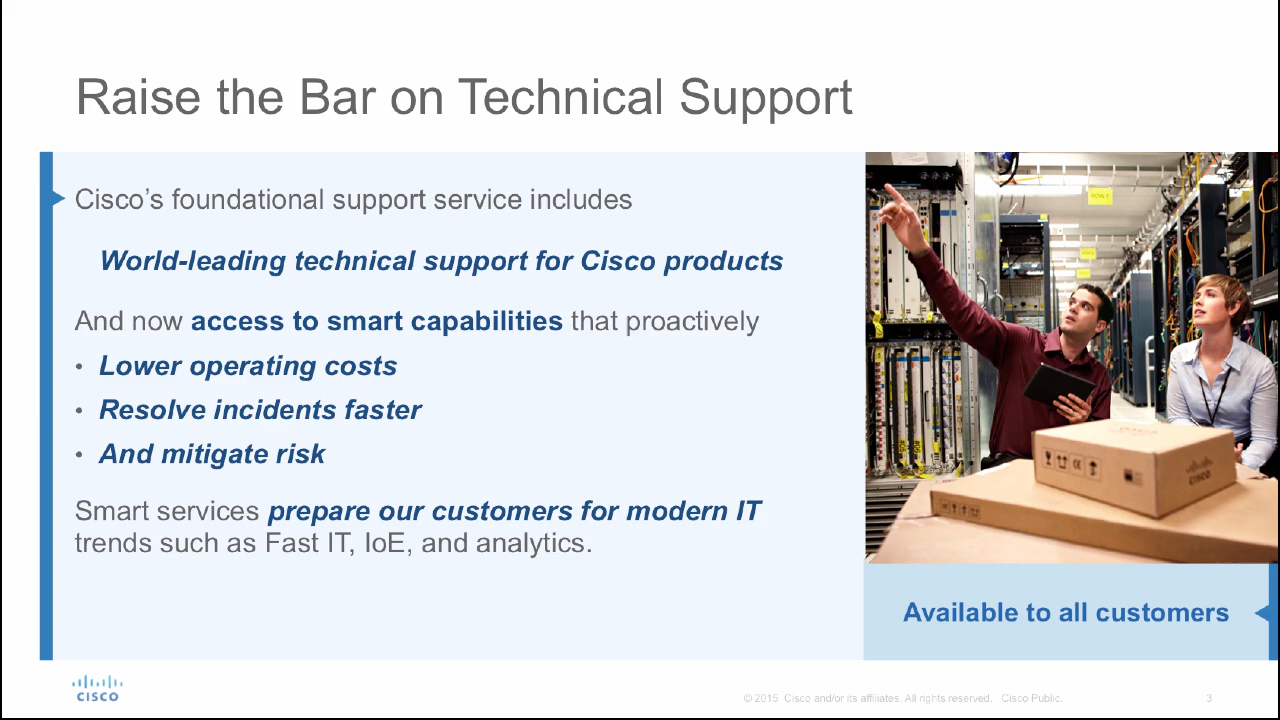 Raise the Bar on Technical Support
Cisco’s foundational support service includes
World-leading technical support for Cisco products
And now access to smart capabilities that proactively
• Lower operating costs
• Resolve incidents faster
• And mitigate risk
Smart services prepare our customers for modern IT
trends such as Fast IT, IoE, and analytics.
CISCO
Available to all customers
CISCO
© 2015 Cisco and/or its affiliates. All rights reserved. Cisco Public.
3